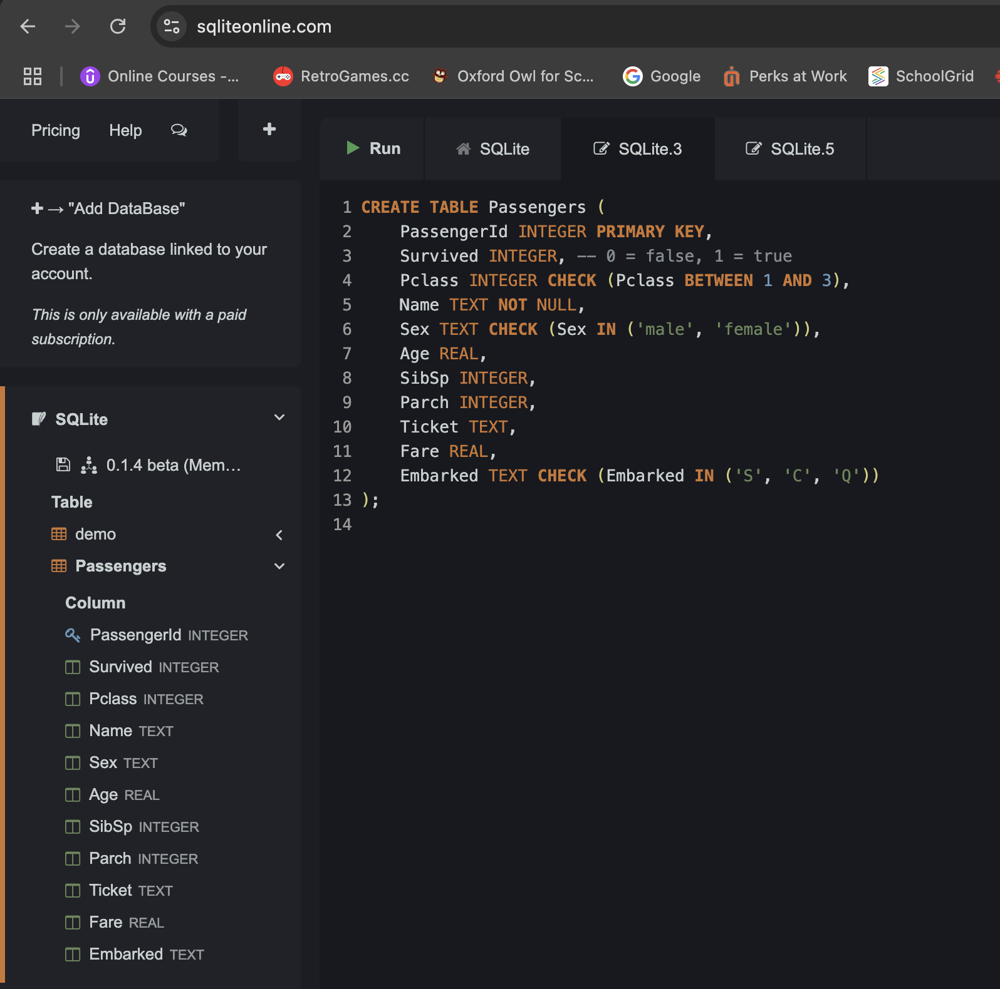 sqliteonline.com
Online Courses -... RetroGames.cc Oxford Owl for Sc... Google Perks at Work SchoolGrid
Pricing Help
+ → "Add DataBase"
Create a database linked to your
account.
This is only available with a paid
subscription.
SQLite
0.1.4 beta (Mem...
Table
demo
Passengers
Column
PassengerId INTEGER
Survived INTEGER
Pclass INTEGER
Name TEXT
Sex TEXT
Age REAL
SibSp INTEGER
Parch INTEGER
Ticket TEXT
Fare REAL
Embarked TEXT
Run SQLite SQLite.3 SQLite.5
1 CREATE TABLE Passengers (
2     PassengerId INTEGER PRIMARY KEY,
3     Survived INTEGER, -- 0 = false, 1 = true
4     Pclass INTEGER CHECK (Pclass BETWEEN 1 AND 3),
5     Name TEXT NOT NULL,
6     Sex TEXT CHECK (Sex IN ('male', 'female')),
7     Age REAL,
8     SibSp INTEGER,
9     Parch INTEGER,
10     Ticket TEXT,
11     Fare REAL,
12     Embarked TEXT CHECK (Embarked IN ('S', 'C', 'Q'))
13 );
14